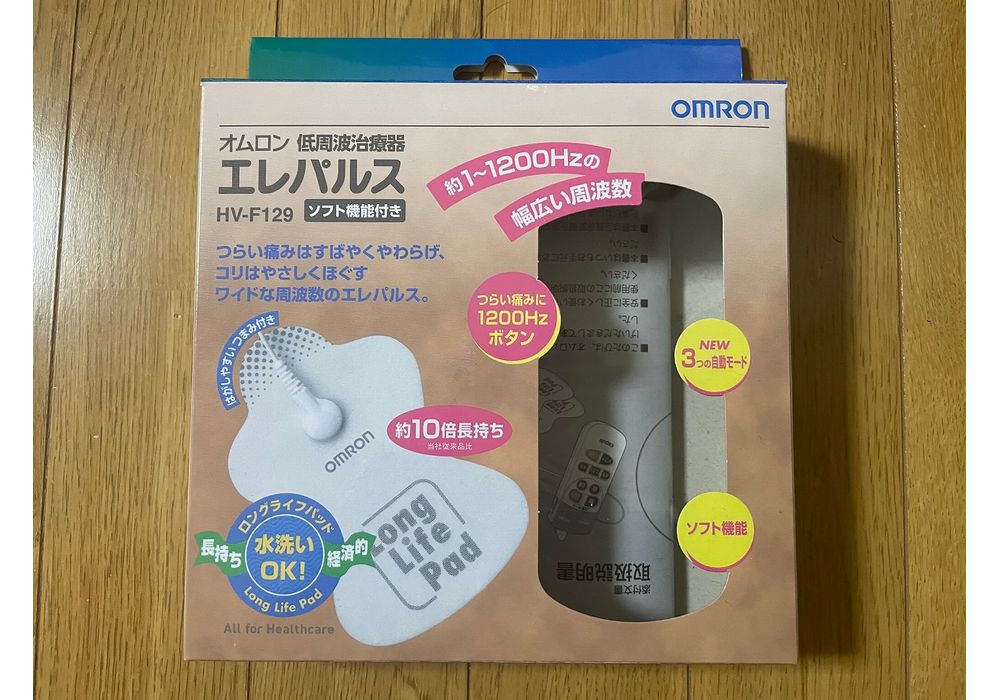 OMRON
オムロン 低周波治療器
エレパルス
HV-F129 ソフト機能付き
約1~1200Hzの
幅広い周波数
つらい痛みはすばやくやわらげ、
コリはやさしくほぐす
ワイドな周波数のエレパルス。
つらい痛みに
1200Hz
ボタン
NEW
3つの自動モード
はがしやすいつまみ付き
OMRON
約10倍長持ち
当社従来品比
Long
Life
Pad
ロングライフパッド
長持ち
水洗い
OK!
経済的
Long Life Pad
ソフト機能
All for Healthcare
添付文書
取扱説明書